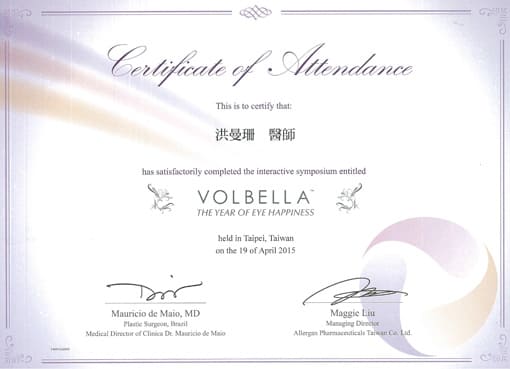 Certificate of Attendance
This is to certify that:
洪曼珊 醫師
has satisfactorily completed the interactive symposium entitled
VOLBELLA™
THE YEAR OF EYE HAPPINESS
held in Taipei, Taiwan
on the 19 of April 2015
Mauricio de Maio, MD
Plastic Surgeon, Brazil
Medical Director of Clinica Dr. Mauricio de Maio
Maggie Liu
Managing Director
Allergan Pharmaceuticals Taiwan Co. Ltd.